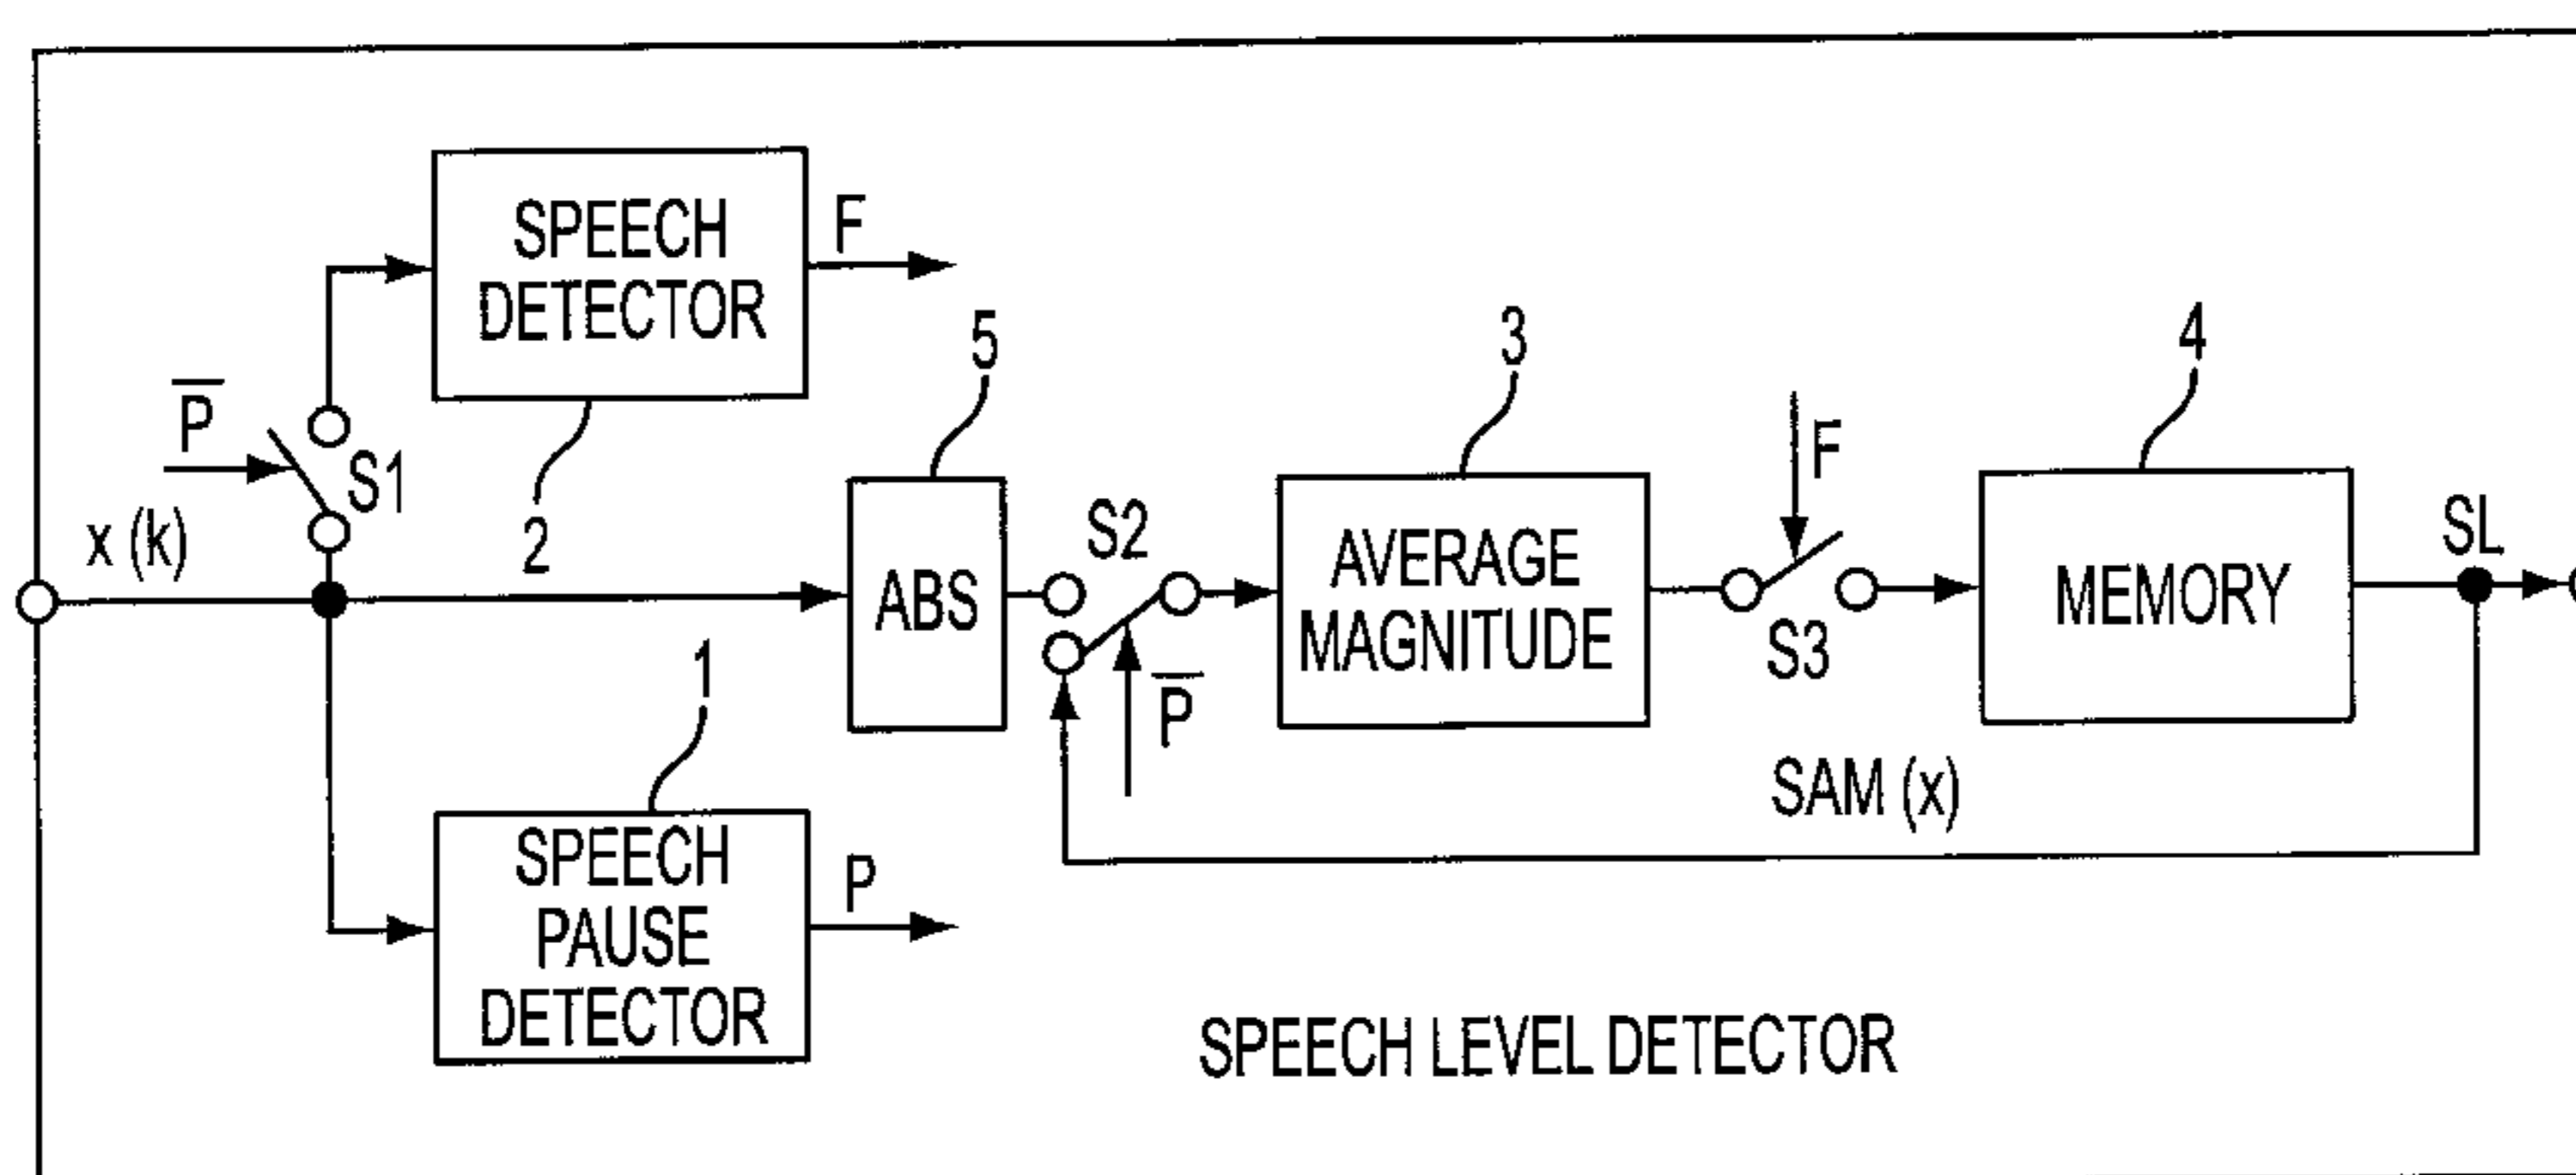 SPEECH
DETECTOR
F
2
P̅
S1
x (k)
5
ABS
S2
P̅
3
AVERAGE
MAGNITUDE
F
S3
4
MEMORY
SL
SAM (x)
1
SPEECH
PAUSE
DETECTOR
P
SPEECH LEVEL DETECTOR